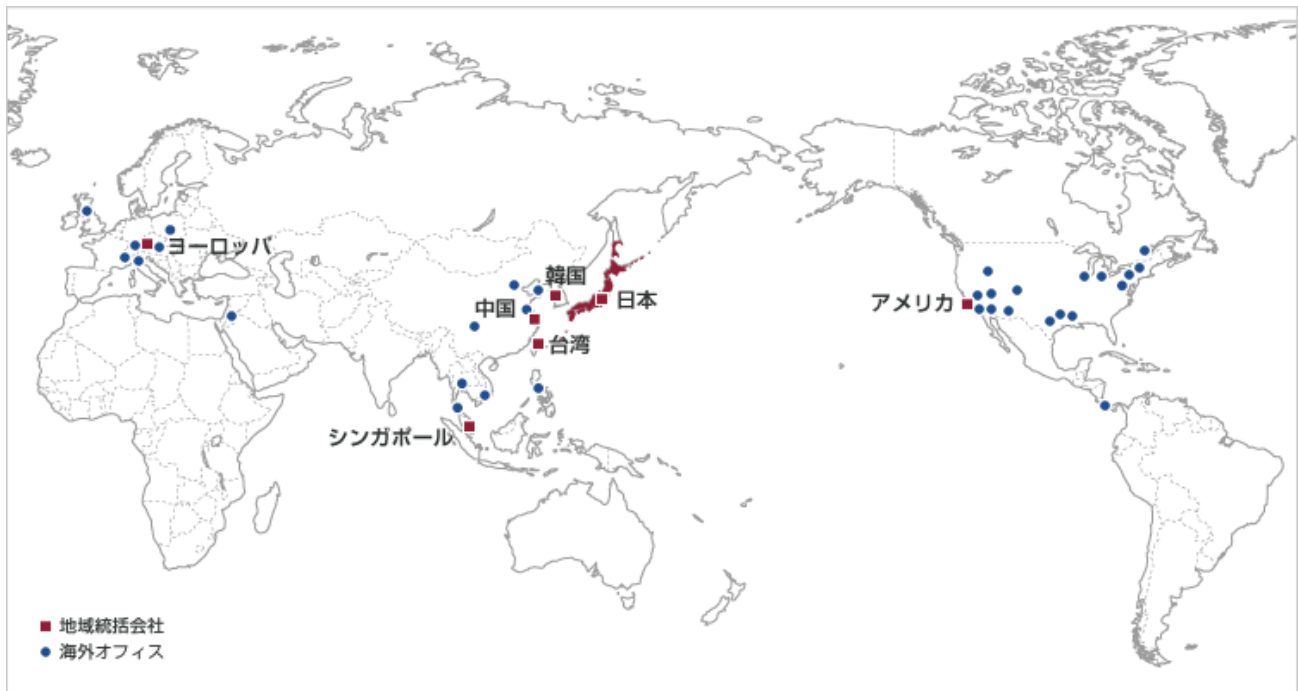 ヨーロッパ
韓国
中国
日本
アメリカ
台湾
シンガポール
地域統括会社
海外オフィス